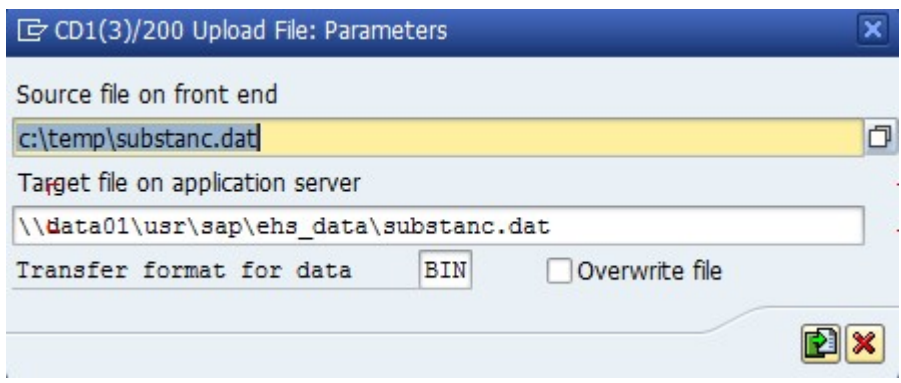 CD1(3)/200 Upload File: Parameters
Source file on front end
c:\temp\substanc.dat
Target file on application server
\\data01\usr\sap\ehs_data\substanc.dat
Transfer format for data BIN Overwrite file